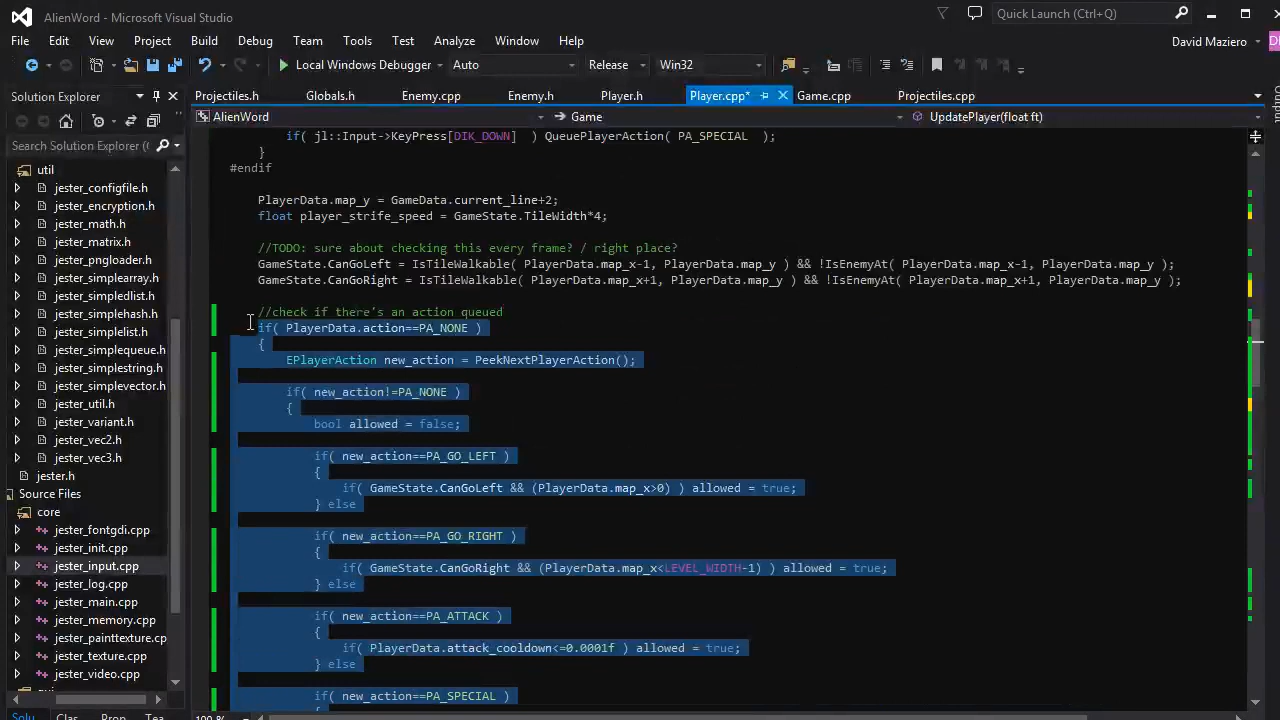 AlienWord - Microsoft Visual Studio
Quick Launch (Ctrl+Q)
File Edit View Project Build Debug Team Tools Test Analyze Window Help
David Maziero
Local Windows Debugger Auto Release Win32
Solution Explorer
Projectiles.h Globals.h Enemy.cpp Enemy.h Player.h Player.cpp* Game.cpp Projectiles.cpp
AlienWord Game UpdatePlayer(float ft)
Search Solution Explorer
util
jester_configfile.h
jester_encryption.h
jester_math.h
jester_matrix.h
jester_pngloader.h
jester_simplearray.h
jester_simpledlist.h
jester_simplehash.h
jester_simplelist.h
jester_simplequeue.h
jester_simplestring.h
jester_simplevector.h
jester_util.h
jester_variant.h
jester_vec2.h
jester_vec3.h
jester.h
Source Files
core
jester_fontgdi.cpp
jester_init.cpp
jester_input.cpp
jester_log.cpp
jester_main.cpp
jester_memory.cpp
jester_painttexture.cp
jester_texture.cpp
jester_video.cpp
Solu Clas Prop Tea
if( jl::Input->KeyPress[DIK_DOWN] ) QueuePlayerAction( PA_SPECIAL );
}
#endif
PlayerData.map_y = GameData.current_line+2;
float player_strife_speed = GameState.TileWidth*4;
//TODO: sure about checking this every frame? / right place?
GameState.CanGoLeft = IsTileWalkable( PlayerData.map_x-1, PlayerData.map_y ) && !IsEnemyAt( PlayerData.map_x-1, PlayerData.map_y );
GameState.CanGoRight = IsTileWalkable( PlayerData.map_x+1, PlayerData.map_y ) && !IsEnemyAt( PlayerData.map_x+1, PlayerData.map_y );
//check if there's an action queued
if( PlayerData.action==PA_NONE )
{
EPlayerAction new_action = PeekNextPlayerAction();
if( new_action!=PA_NONE )
{
bool allowed = false;
if( new_action==PA_GO_LEFT )
{
if( GameState.CanGoLeft && (PlayerData.map_x>0) ) allowed = true;
} else
if( new_action==PA_GO_RIGHT )
{
if( GameState.CanGoRight && (PlayerData.map_x<LEVEL_WIDTH-1) ) allowed = true;
} else
if( new_action==PA_ATTACK )
{
if( PlayerData.attack_cooldown<=0.0001f ) allowed = true;
} else
if( new_action==PA_SPECIAL )